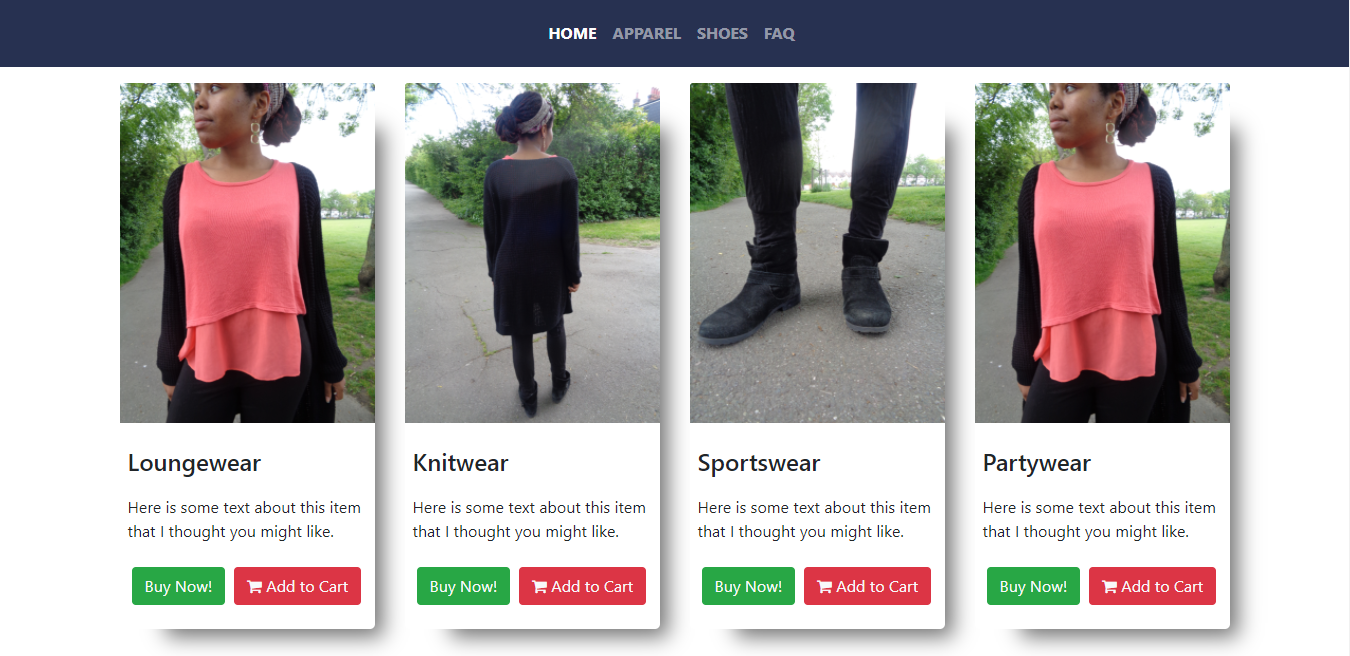 HOME APPAREL SHOES FAQ
Loungewear
Here is some text about this item
that I thought you might like.
Buy Now! Add to Cart
Knitwear
Here is some text about this item
that I thought you might like.
Buy Now! Add to Cart
Sportswear
Here is some text about this item
that I thought you might like.
Buy Now! Add to Cart
Partywear
Here is some text about this item
that I thought you might like.
Buy Now! Add to Cart